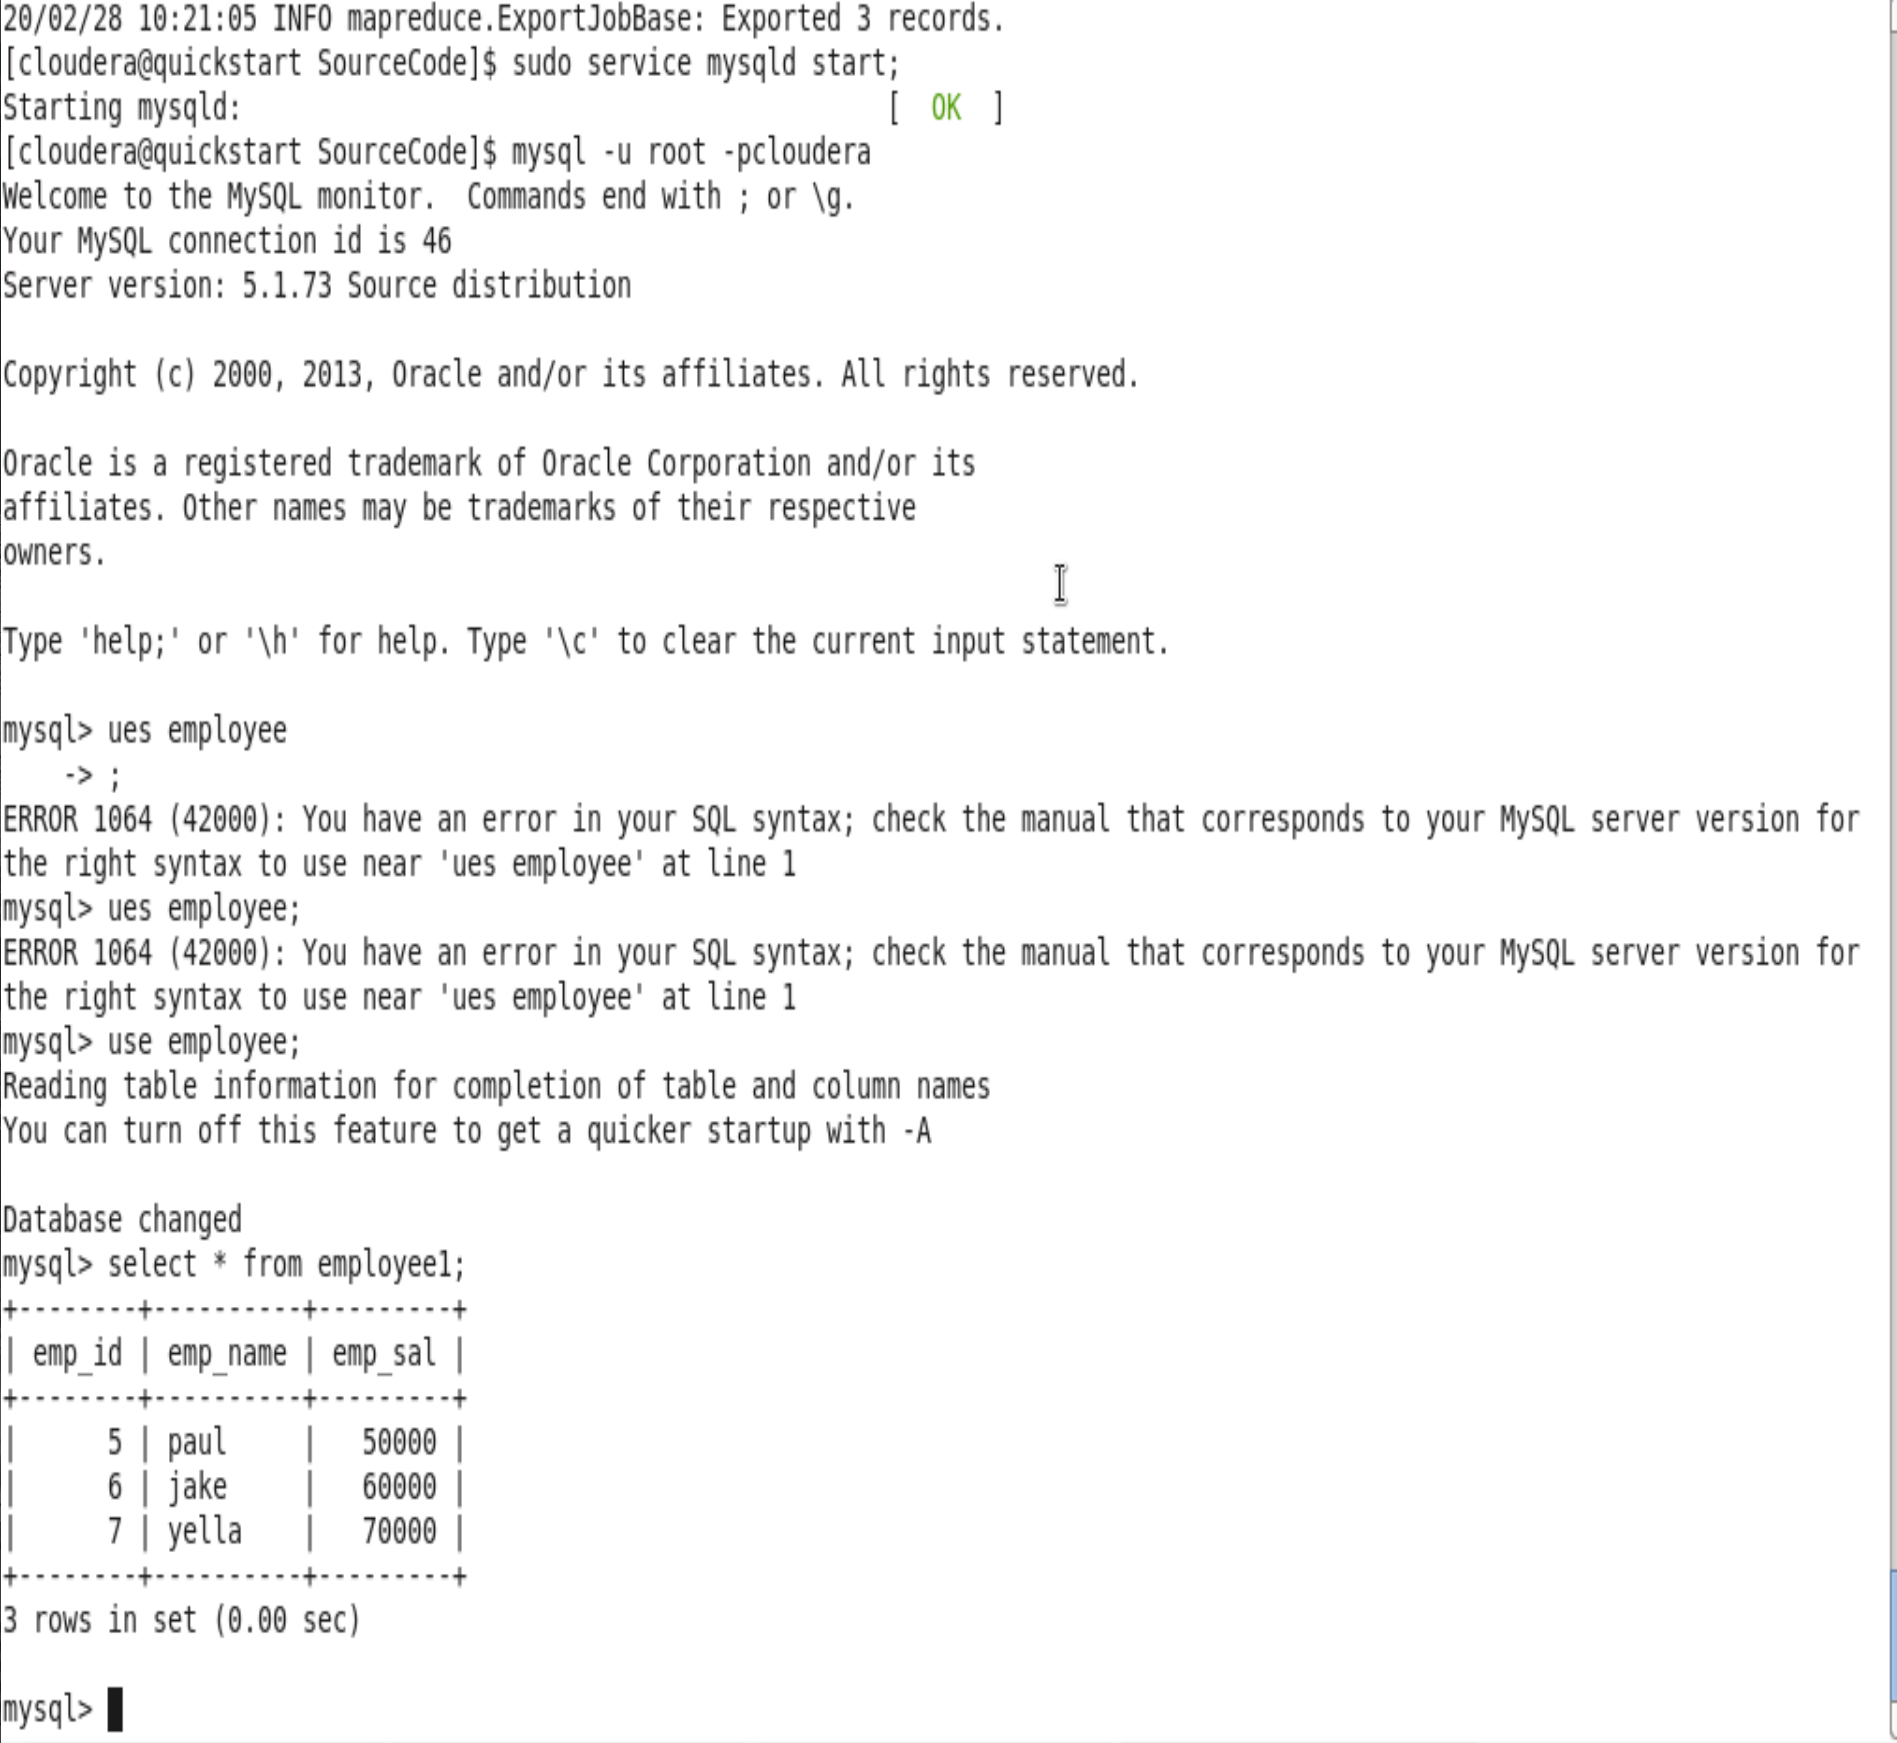 20/02/28 10:21:05 INFO mapreduce.ExportJobBase: Exported 3 records.
[cloudera@quickstart SourceCode]$ sudo service mysqld start;
Starting mysqld:                                           [  OK  ]
[cloudera@quickstart SourceCode]$ mysql -u root -pcloudera
Welcome to the MySQL monitor.  Commands end with ; or \g.
Your MySQL connection id is 46
Server version: 5.1.73 Source distribution

Copyright (c) 2000, 2013, Oracle and/or its affiliates. All rights reserved.

Oracle is a registered trademark of Oracle Corporation and/or its
affiliates. Other names may be trademarks of their respective
owners.

Type 'help;' or '\h' for help. Type '\c' to clear the current input statement.

mysql> ues employee
    -> ;
ERROR 1064 (42000): You have an error in your SQL syntax; check the manual that corresponds to your MySQL server version for
the right syntax to use near 'ues employee' at line 1
mysql> ues employee;
ERROR 1064 (42000): You have an error in your SQL syntax; check the manual that corresponds to your MySQL server version for
the right syntax to use near 'ues employee' at line 1
mysql> use employee;
Reading table information for completion of table and column names
You can turn off this feature to get a quicker startup with -A

Database changed
mysql> select * from employee1;
+--------+----------+---------+
| emp_id | emp_name | emp_sal |
+--------+----------+---------+
|      5 | paul     |   50000 |
|      6 | jake     |   60000 |
|      7 | yella    |   70000 |
+--------+----------+---------+
3 rows in set (0.00 sec)

mysql>